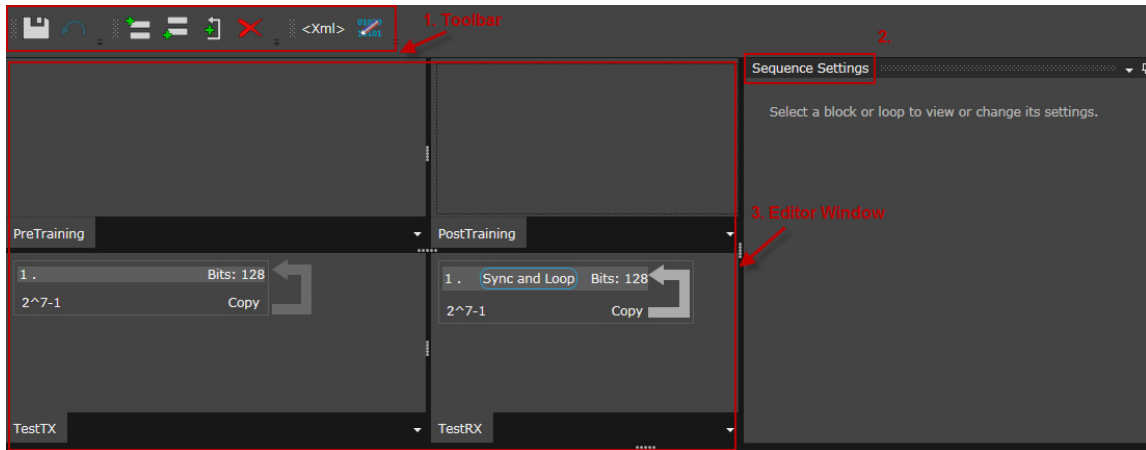 <Xml>
01010
10101
1. Toolbar
2.
Sequence Settings
Select a block or loop to view or change its settings.
3. Editor Window
PreTraining
PostTraining
1 . Bits: 128
2^7-1 Copy
1 . Sync and Loop Bits: 128
2^7-1 Copy
TestTX
TestRX